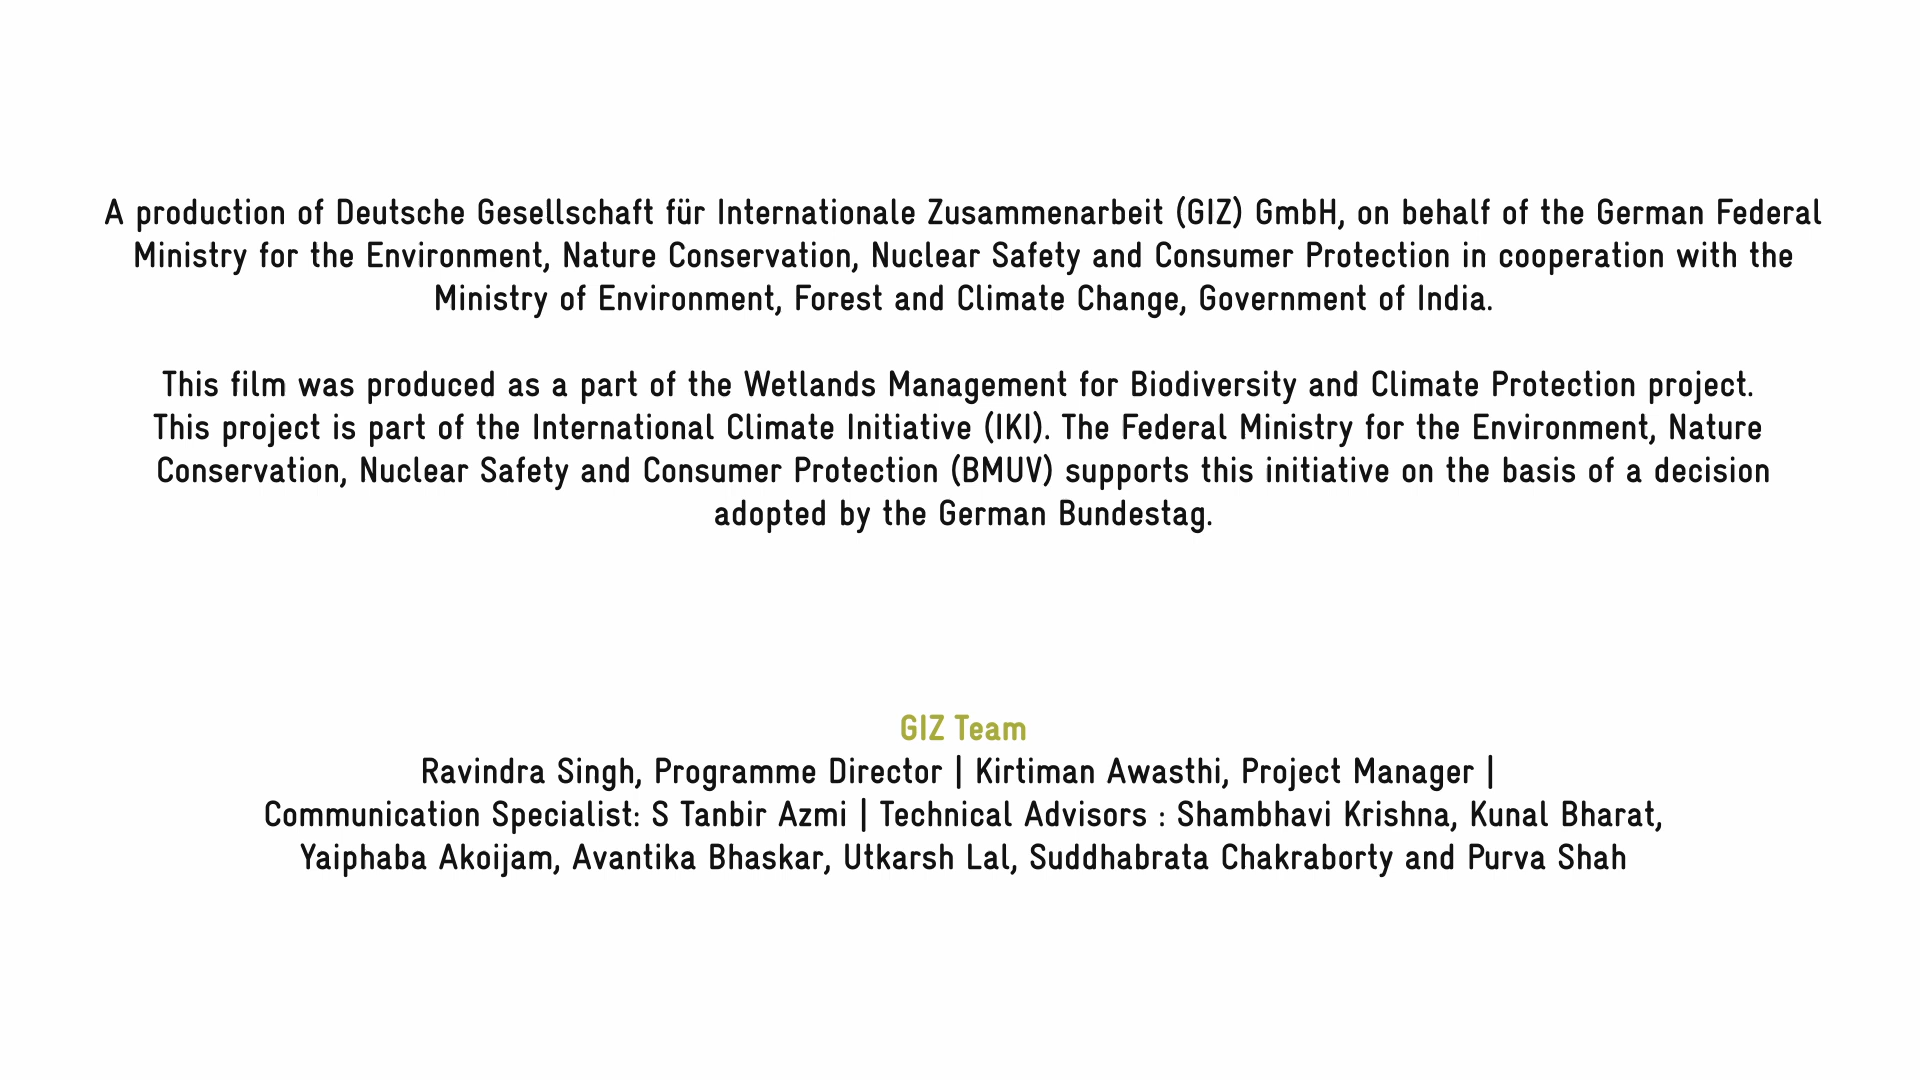 A production of Deutsche Gesellschaft für Internationale Zusammenarbeit (GIZ) GmbH, on behalf of the German Federal
Ministry for the Environment, Nature Conservation, Nuclear Safety and Consumer Protection in cooperation with the
Ministry of Environment, Forest and Climate Change, Government of India.
This film was produced as a part of the Wetlands Management for Biodiversity and Climate Protection project.
This project is part of the International Climate Initiative (IKI). The Federal Ministry for the Environment, Nature
Conservation, Nuclear Safety and Consumer Protection (BMUV) supports this initiative on the basis of a decision
adopted by the German Bundestag.
GIZ Team
Ravindra Singh, Programme Director | Kirtiman Awasthi, Project Manager |
Communication Specialist: S Tanbir Azmi | Technical Advisors : Shambhavi Krishna, Kunal Bharat,
Yaiphaba Akoijam, Avantika Bhaskar, Utkarsh Lal, Suddhabrata Chakraborty and Purva Shah